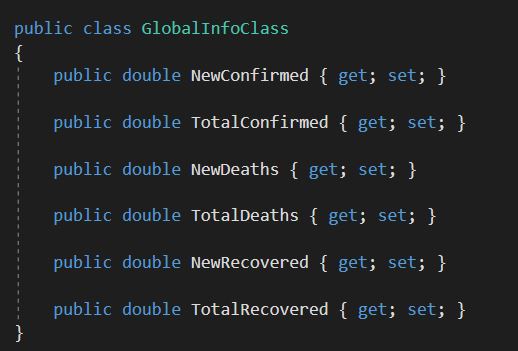 public class GlobalInfoClass
{
public double NewConfirmed { get; set; }
public double TotalConfirmed { get; set; }
public double NewDeaths { get; set; }
public double TotalDeaths { get; set; }
public double NewRecovered { get; set; }
public double TotalRecovered { get; set; }
}